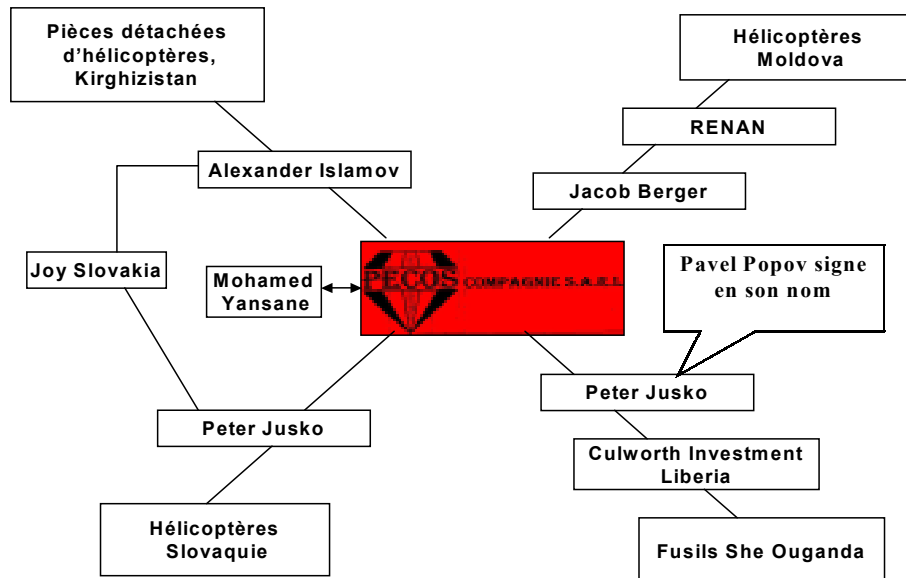 Pièces détachées
d'hélicoptères,
Kirghizistan
Hélicoptères
Moldova
RENAN
Alexander Islamov
Jacob Berger
Joy Slovakia
Mohamed
Yansane
PECOS COMPAGNIE S.A.R.L
Pavel Popov signe
en son nom
Peter Jusko
Peter Jusko
Culworth Investment
Liberia
Hélicoptères
Slovaquie
Fusils She Ouganda